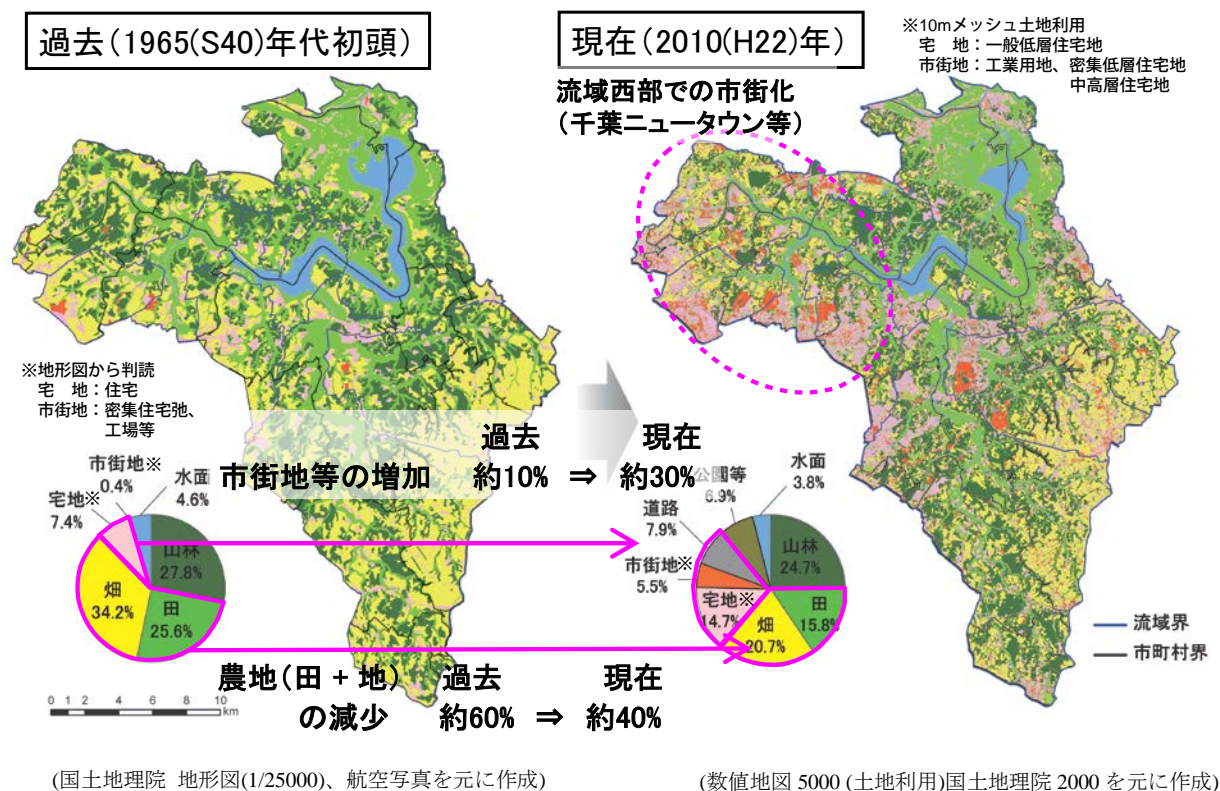 過去(1965(S40)年代初頭)
現在(2010(H22)年)
※10mメッシュ土地利用
宅 地:一般低層住宅地
市街地:工業用地、密集低層住宅地
中高層住宅地
流域西部での市街化
(千葉ニュータウン等)
※地形図から判読
宅 地:住宅
市街地:密集住宅弛、
工場等
過去 現在
市街地等の増加 約10% ⇒ 約30%
市街地※
0.4%
水面
4.6%
宅地※
7.4%
山林
27.8%
畑
34.2%
田
25.6%
公園等
6.9%
水面
3.8%
道路
7.9%
山林
24.7%
市街地※
5.5%
宅地※
14.7%
田
15.8%
畑
20.7%
流域界
市町村界
農地(田 + 地) 過去 現在
の減少 約60% ⇒ 約40%
0 1 2 4 6 8 10
km
(国土地理院 地形図(1/25000)、航空写真を元に作成)
(数値地図 5000 (土地利用)国土地理院 2000 を元に作成)